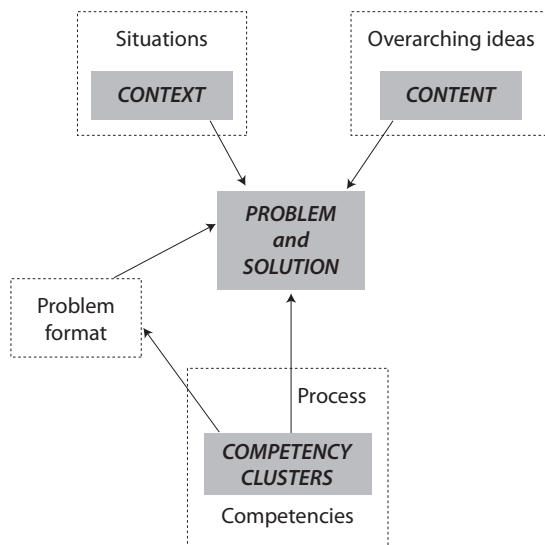 Situations
CONTEXT
Overarching ideas
CONTENT
PROBLEM
and
SOLUTION
Problem
format
Process
COMPETENCY
CLUSTERS
Competencies